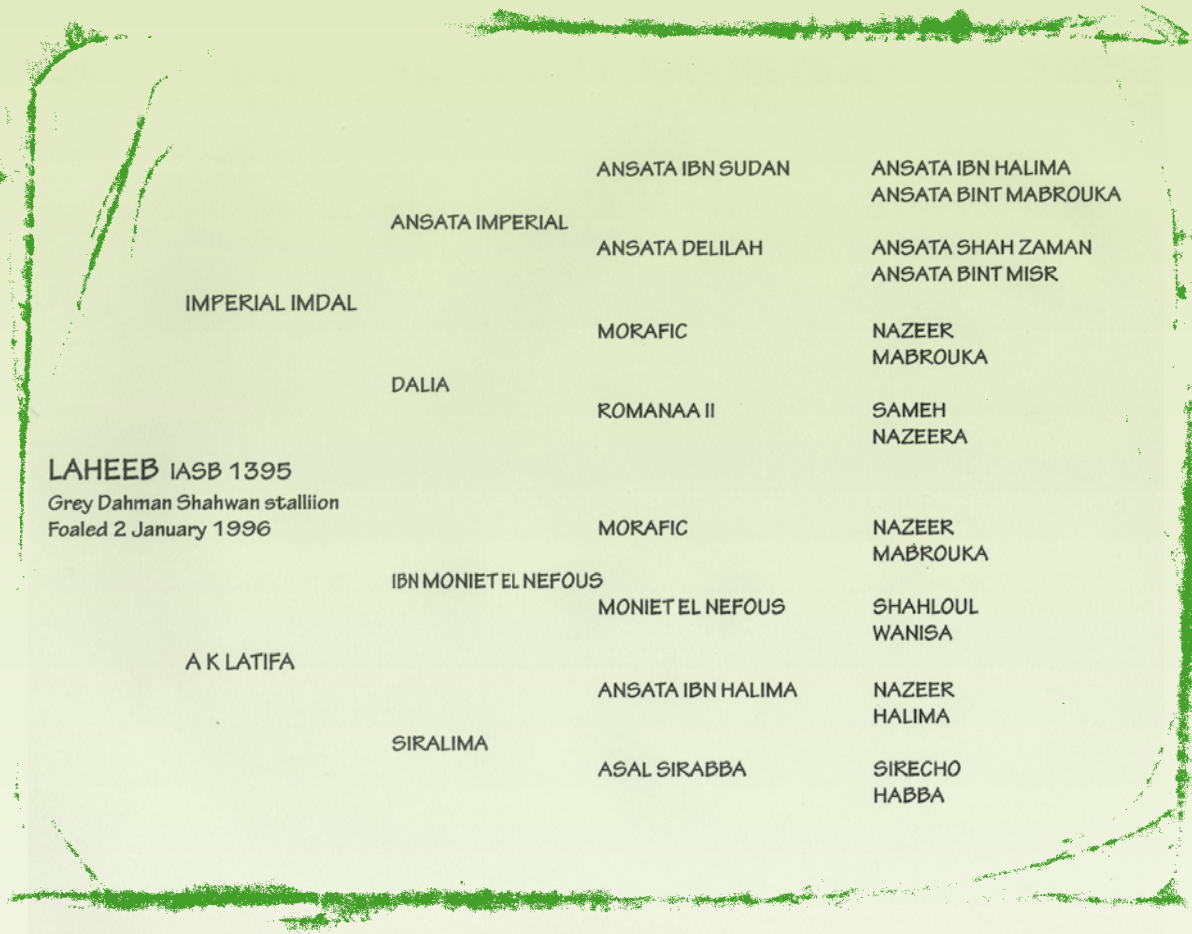 ANSATA IBN SUDAN ANSATA IBN HALIMA
ANSATA BINT MABROUKA
ANSATA IMPERIAL
ANSATA DELILAH ANSATA SHAH ZAMAN
ANSATA BINT MISR
IMPERIAL IMDAL
MORAFIC NAZEER
MABROUKA
DALIA
ROMANAA II SAMEH
NAZEERA
LAHEEB IASB 1395
Grey Dahman Shahwan stalliion
Foaled 2 January 1996
MORAFIC NAZEER
MABROUKA
IBN MONIET EL NEFOUS
MONIET EL NEFOUS SHAHLOUL
WANISA
A K LATIFA
ANSATA IBN HALIMA NAZEER
HALIMA
SIRALIMA
ASAL SIRABBA SIRECHO
HABBA